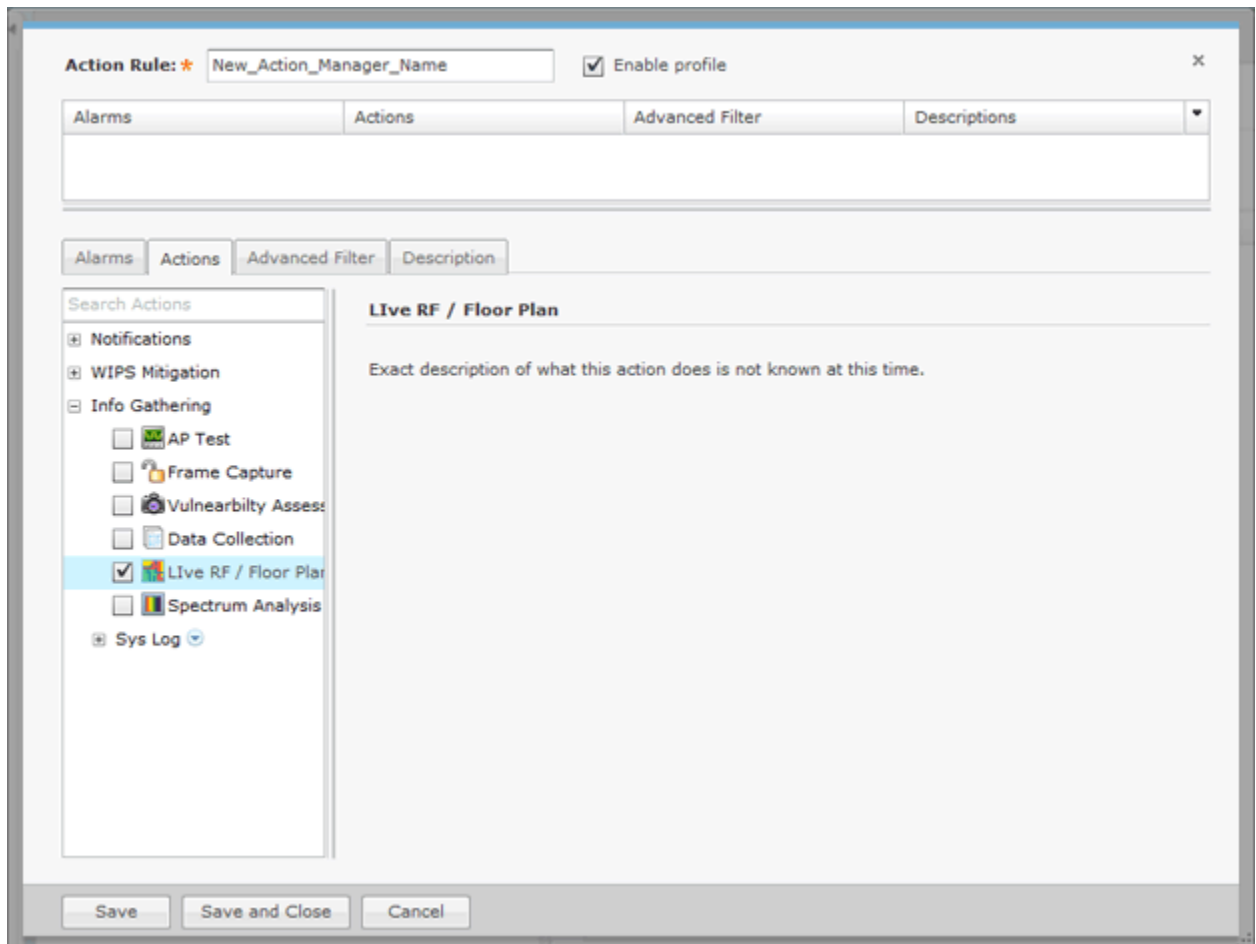 Action Rule: * New_Action_Manager_Name Enable profile
Alarms Actions Advanced Filter Descriptions
Alarms Actions Advanced Filter Description
Search Actions
Notifications
WIPS Mitigation
Info Gathering
AP Test
Frame Capture
Vulnearbilty Assess
Data Collection
LIve RF / Floor Plan
Spectrum Analysis
Sys Log
LIve RF / Floor Plan
Exact description of what this action does is not known at this time.
Save Save and Close Cancel